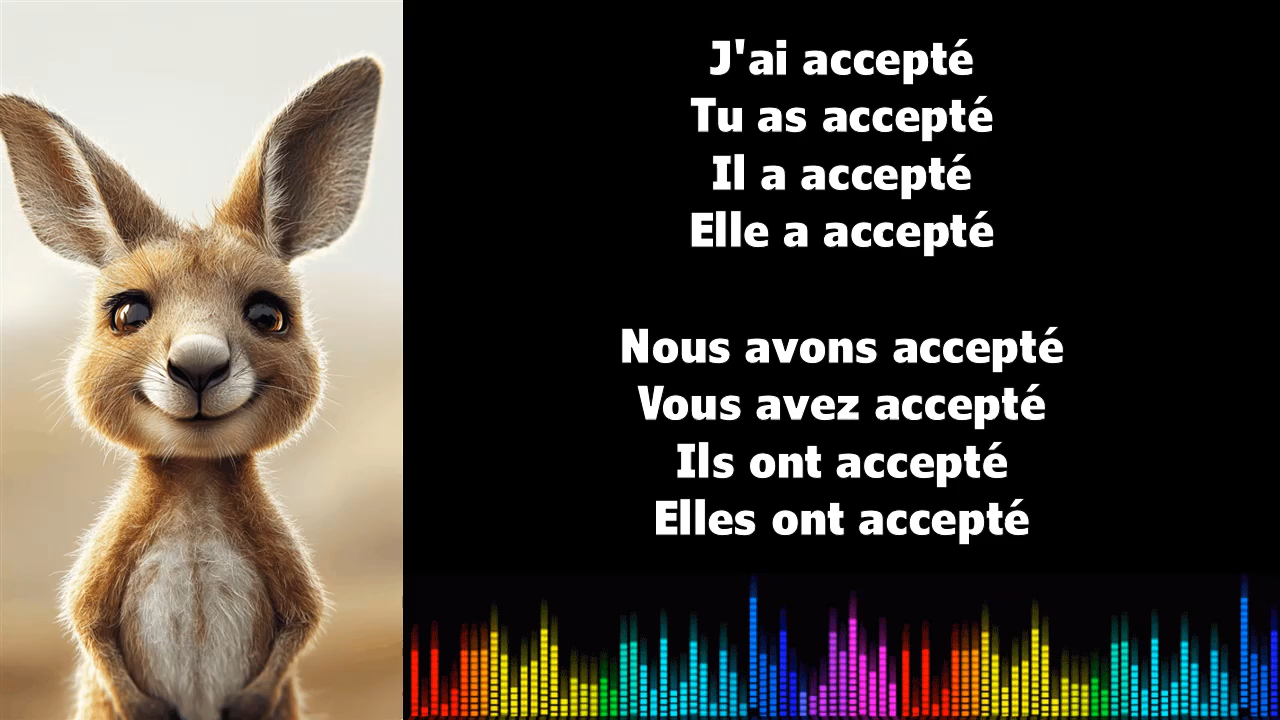 J'ai accepté
Tu as accepté
Il a accepté
Elle a accepté
Nous avons accepté
Vous avez accepté
Ils ont accepté
Elles ont accepté